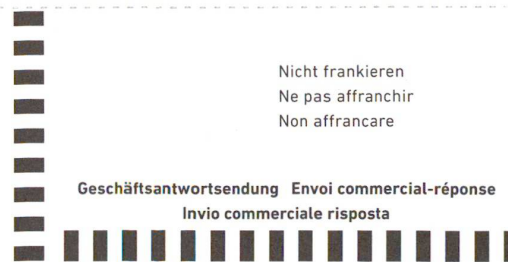 Nicht frankieren
Ne pas affranchir
Non affrancare
Geschäftsantwortsendung Envoi commercial-réponse
Invio commerciale risposta